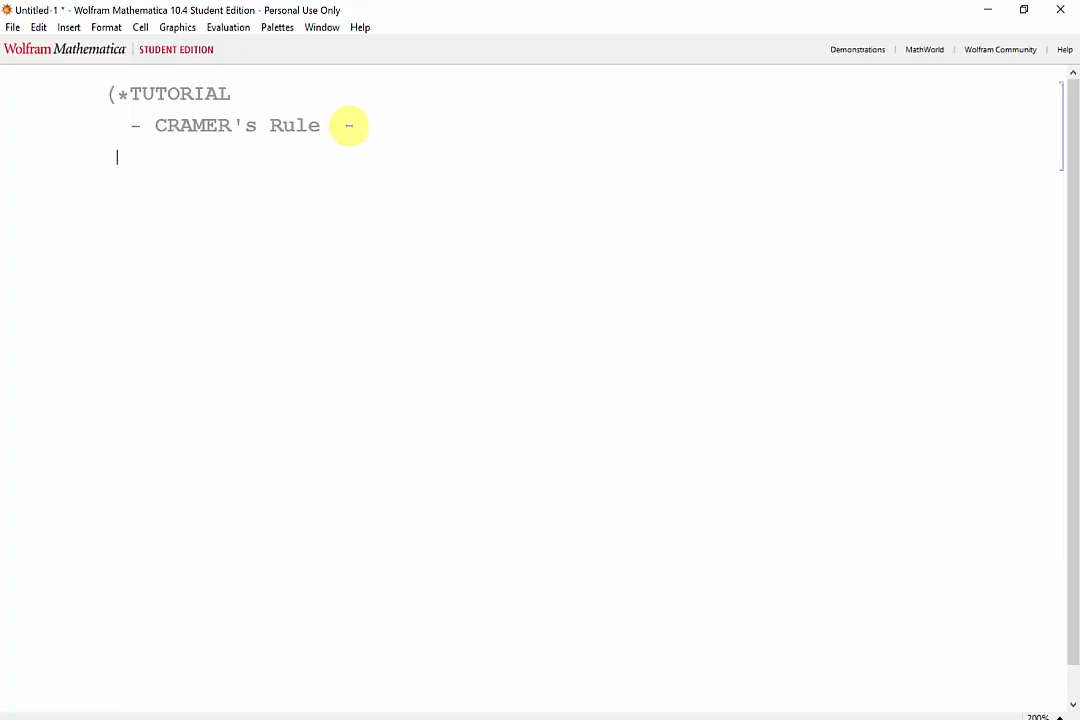 Untitled-1 * - Wolfram Mathematica 10.4 Student Edition - Personal Use Only
File Edit Insert Format Cell Graphics Evaluation Palettes Window Help
Wolfram Mathematica | STUDENT EDITION Demonstrations | MathWorld | Wolfram Community | Help
(*TUTORIAL
- CRAMER's Rule
200%